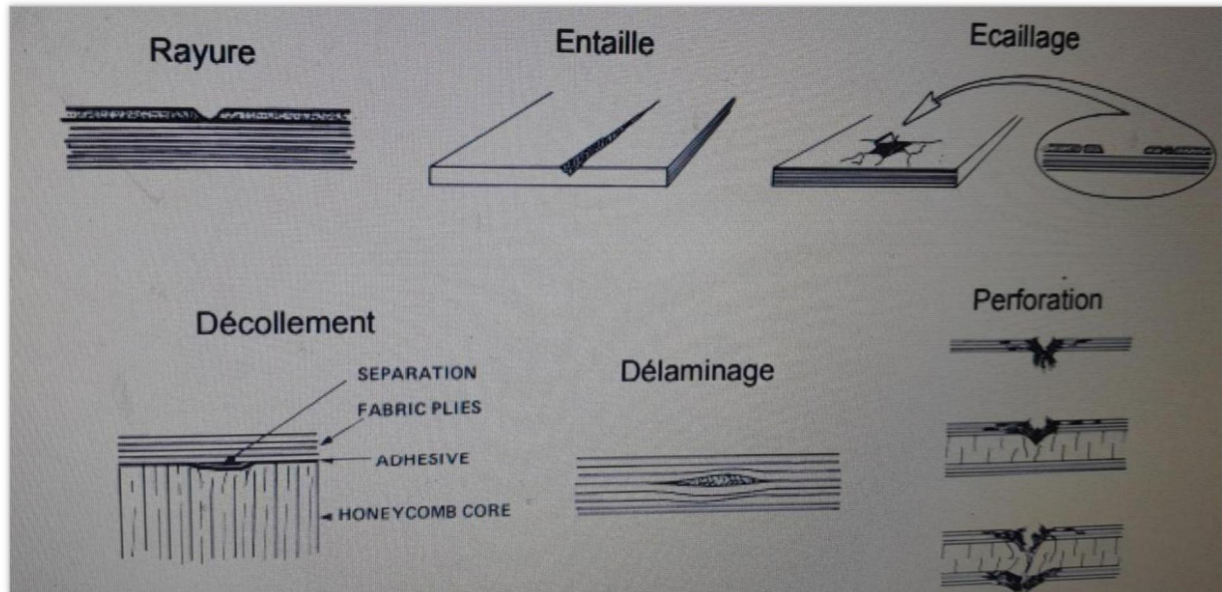 Rayure
Entaille
Ecaillage
Décollement
SEPARATION
FABRIC PLIES
ADHESIVE
HONEYCOMB CORE
Délaminage
Perforation